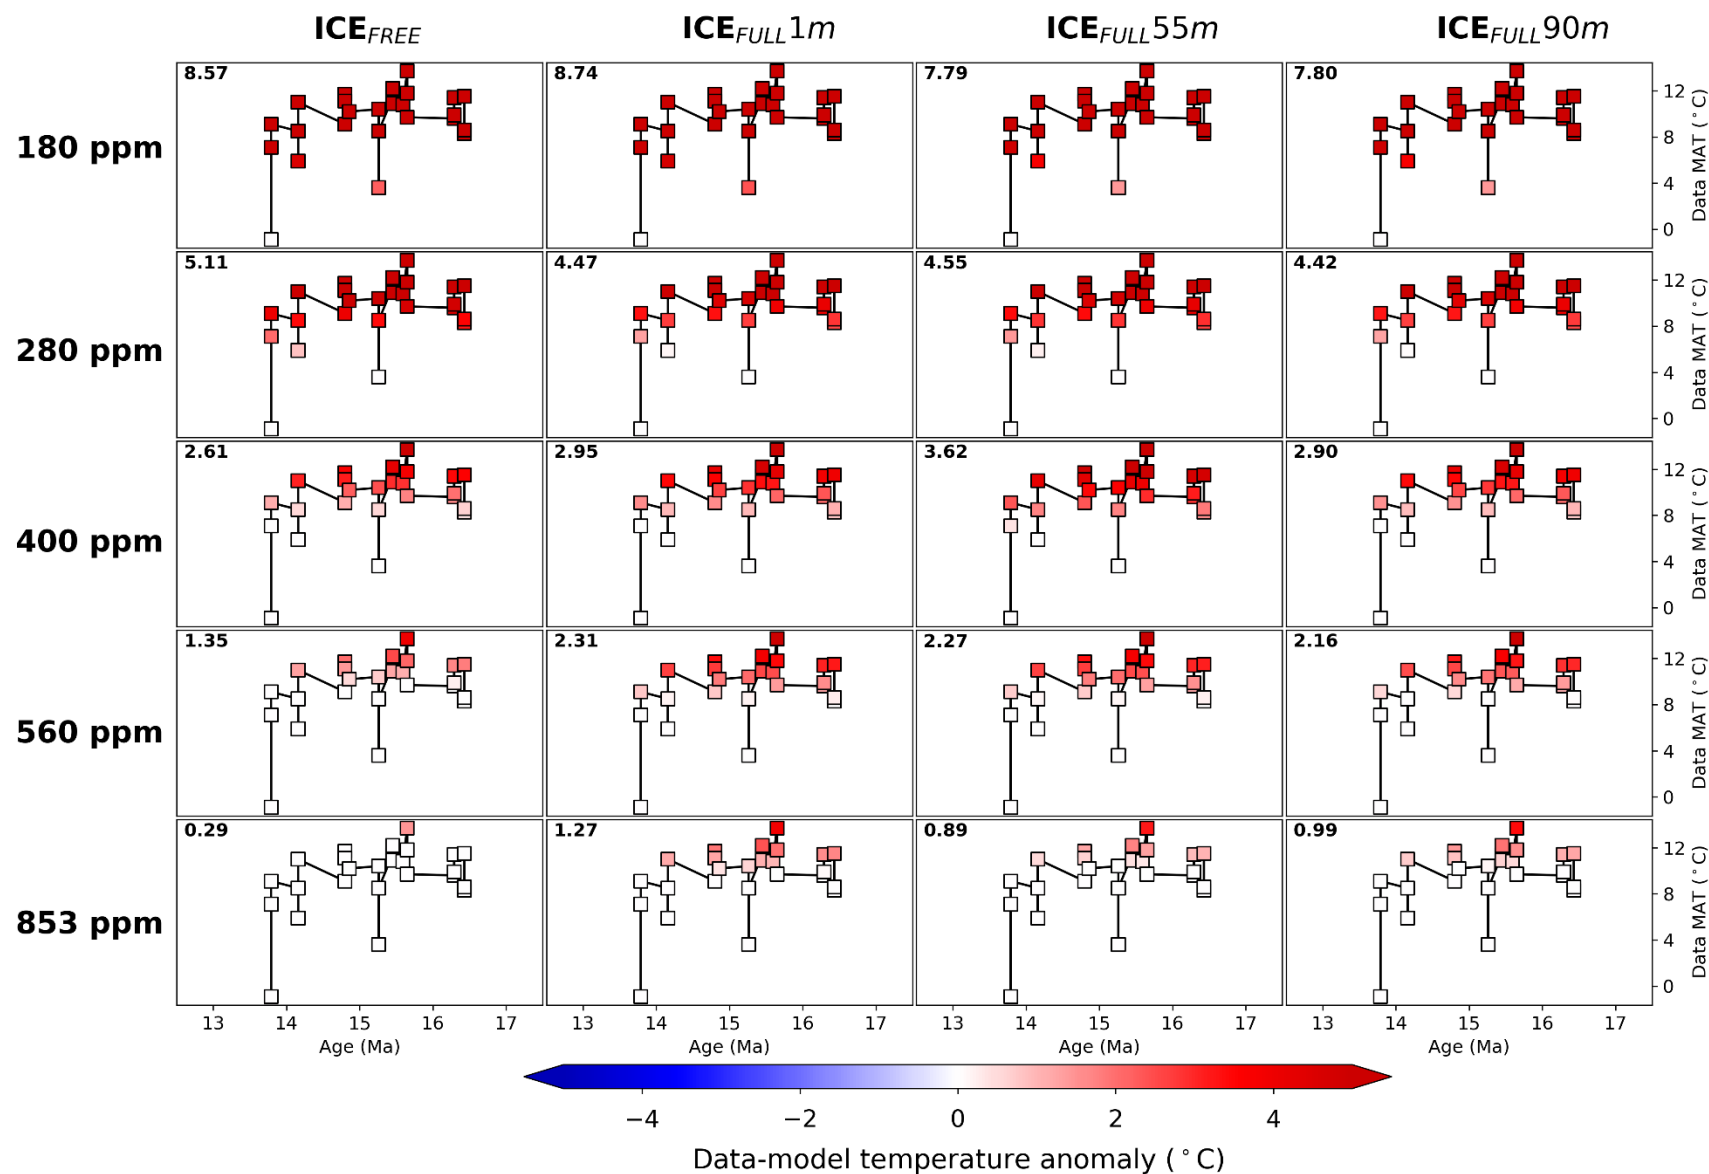 ICE_FREE ICE_FULL1m ICE_FULL55m ICE_FULL90m
180 ppm
8.57 8.74 7.79 7.80
12
8
4
0
Data MAT (°C)
280 ppm
5.11 4.47 4.55 4.42
12
8
4
0
Data MAT (°C)
400 ppm
2.61 2.95 3.62 2.90
12
8
4
0
Data MAT (°C)
560 ppm
1.35 2.31 2.27 2.16
12
8
4
0
Data MAT (°C)
853 ppm
0.29 1.27 0.89 0.99
12
8
4
0
Data MAT (°C)
13 14 15 16 17 13 14 15 16 17 13 14 15 16 17 13 14 15 16 17
Age (Ma) Age (Ma) Age (Ma) Age (Ma)
−4 −2 0 2 4
Data-model temperature anomaly (°C)